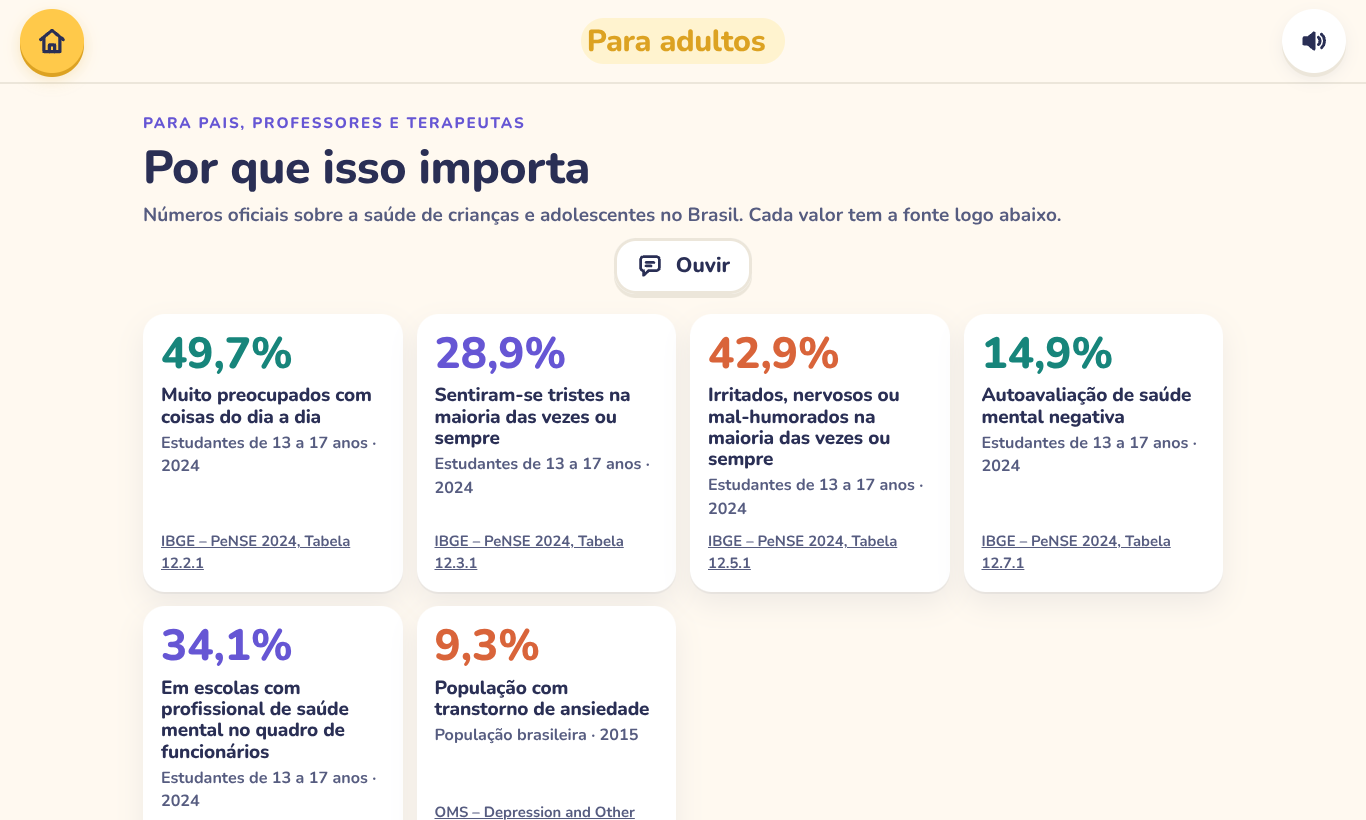 Para adultos
PARA PAIS, PROFESSORES E TERAPEUTAS
Por que isso importa
Números oficiais sobre a saúde de crianças e adolescentes no Brasil. Cada valor tem a fonte logo abaixo.
Ouvir
49,7%
Muito preocupados com
coisas do dia a dia
Estudantes de 13 a 17 anos ·
2024
IBGE – PeNSE 2024, Tabela
12.2.1
28,9%
Sentiram-se tristes na
maioria das vezes ou
sempre
Estudantes de 13 a 17 anos ·
2024
IBGE – PeNSE 2024, Tabela
12.3.1
42,9%
Irritados, nervosos ou
mal-humorados na
maioria das vezes ou
sempre
Estudantes de 13 a 17 anos ·
2024
IBGE – PeNSE 2024, Tabela
12.5.1
14,9%
Autoavaliação de saúde
mental negativa
Estudantes de 13 a 17 anos ·
2024
IBGE – PeNSE 2024, Tabela
12.7.1
34,1%
Em escolas com
profissional de saúde
mental no quadro de
funcionários
Estudantes de 13 a 17 anos ·
2024
9,3%
População com
transtorno de ansiedade
População brasileira · 2015
OMS – Depression and Other